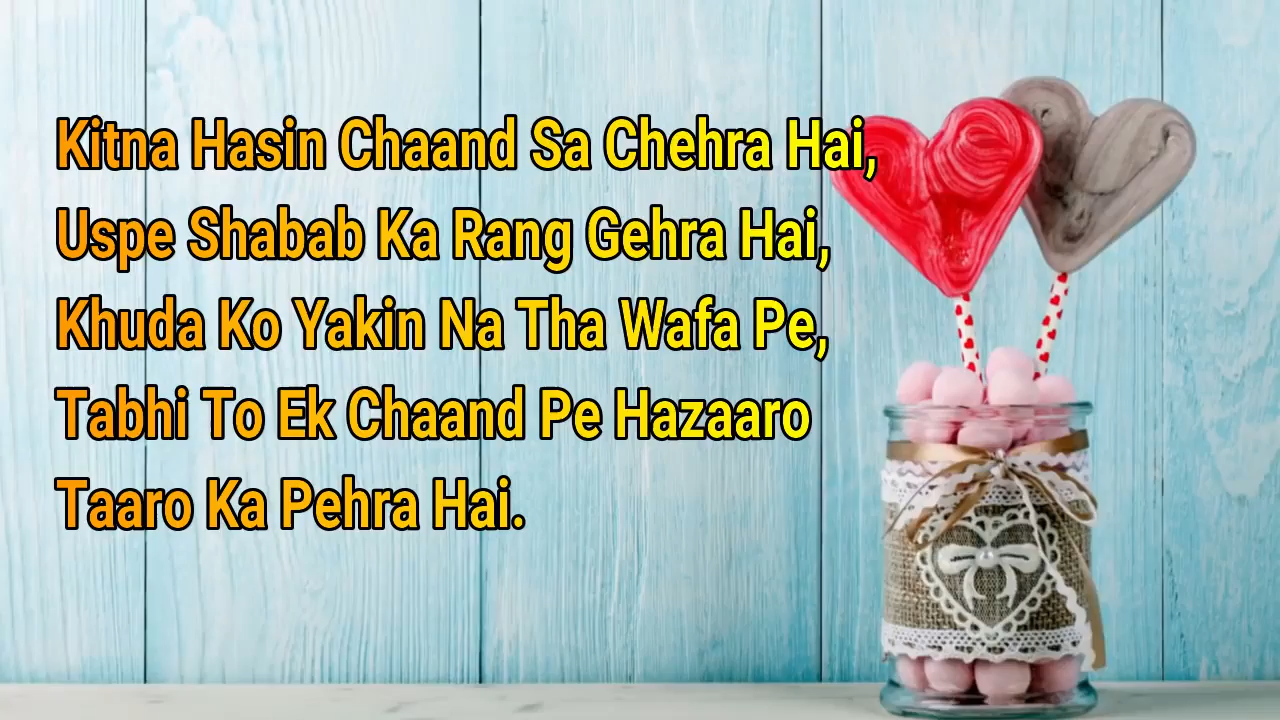 Kitna Hasin Chaand Sa Chehra Hai,
Uspe Shabab Ka Rang Gehra Hai,
Khuda Ko Yakin Na Tha Wafa Pe,
Tabhi To Ek Chaand Pe Hazaaro
Taaro Ka Pehra Hai.